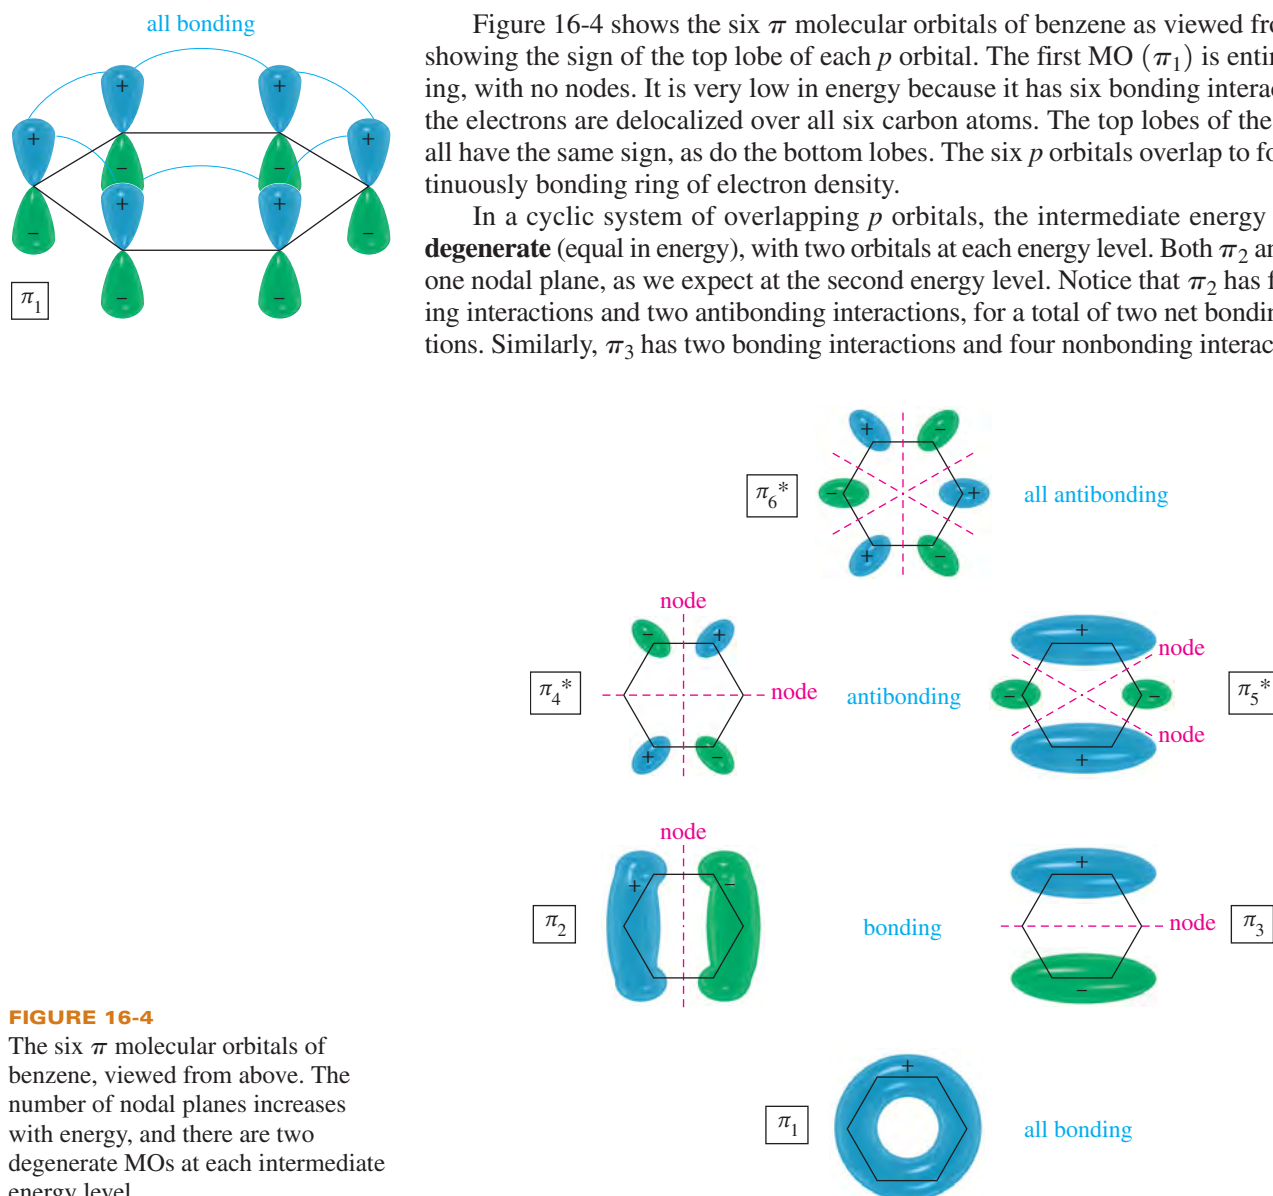 all bonding
+ +
+ +
− −
+ +
− −
− −
π1
Figure 16-4 shows the six π molecular orbitals of benzene as viewed fro
showing the sign of the top lobe of each p orbital. The first MO (π1) is entir
ing, with no nodes. It is very low in energy because it has six bonding interac
the electrons are delocalized over all six carbon atoms. The top lobes of the
all have the same sign, as do the bottom lobes. The six p orbitals overlap to fo
tinuously bonding ring of electron density.
In a cyclic system of overlapping p orbitals, the intermediate energy
degenerate (equal in energy), with two orbitals at each energy level. Both π2 an
one nodal plane, as we expect at the second energy level. Notice that π2 has f
ing interactions and two antibonding interactions, for a total of two net bondin
tions. Similarly, π3 has two bonding interactions and four nonbonding interac
+ −
π6* − + all antibonding
+ −
node
− +
π4* node antibonding
+ −
+
node
− − π5*
node
+
node
+ −
π2 bonding
+
node π3
−
+
π1 all bonding
FIGURE 16-4
The six π molecular orbitals of
benzene, viewed from above. The
number of nodal planes increases
with energy, and there are two
degenerate MOs at each intermediate
energy level